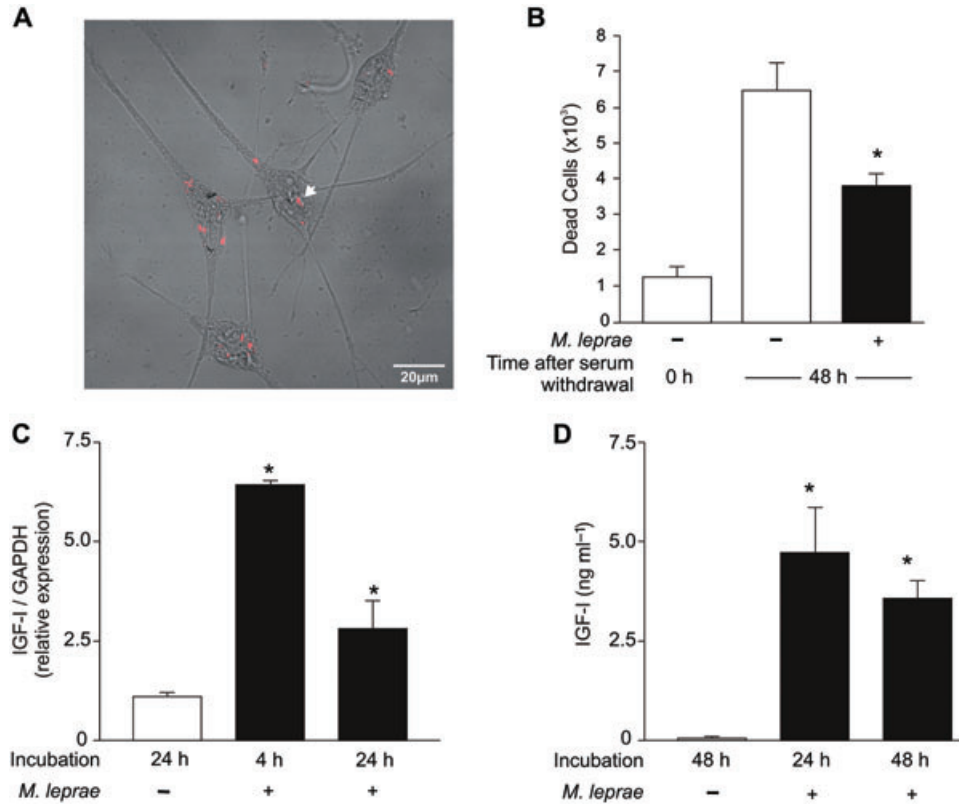 A
20µm
B
Dead Cells (x10³)
8
7
6
5
4
3
2
1
0
*
M. leprae
– – +
Time after serum
withdrawal
0 h 48 h
C
IGF-I / GAPDH
(relative expression)
7.5
5.0
2.5
0
*
*
Incubation 24 h 4 h 24 h
M. leprae – + +
D
IGF-I (ng ml⁻¹)
7.5
5.0
2.5
0
*
*
Incubation 48 h 24 h 48 h
M. leprae – + +